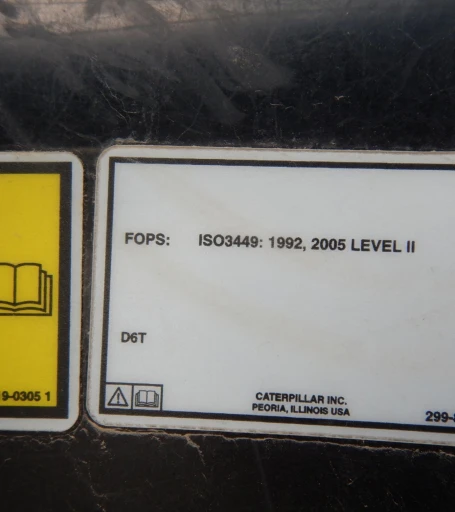 FOPS: ISO3449: 1992, 2005 LEVEL II
D6T
9-0305 1
CATERPILLAR INC.
PEORIA, ILLINOIS USA
299-